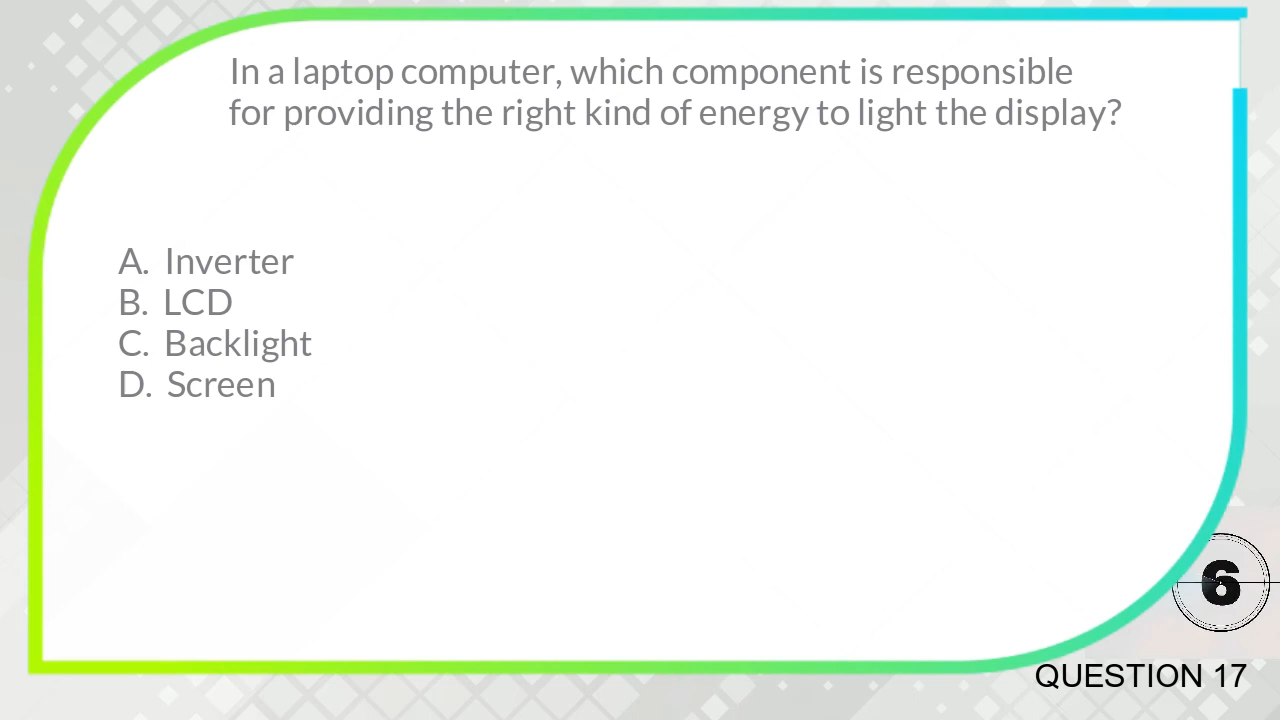 In a laptop computer, which component is responsible
for providing the right kind of energy to light the display?
A. Inverter
B. LCD
C. Backlight
D. Screen
6
QUESTION 17